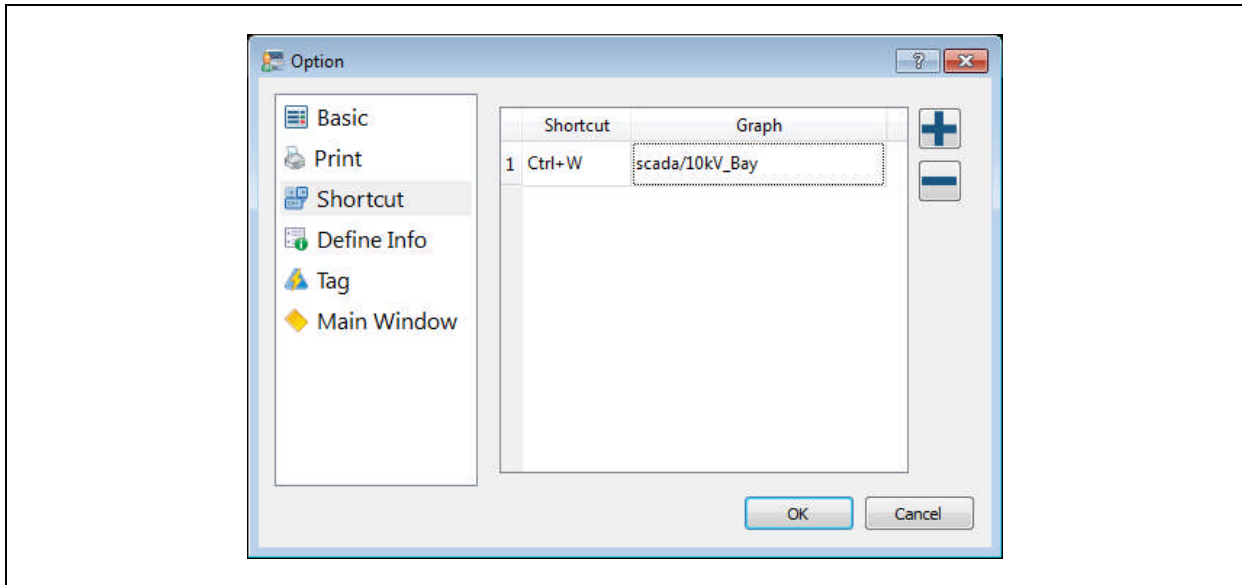 Option
Basic
Print
Shortcut
Define Info
Tag
Main Window
Shortcut Graph
1 Ctrl+W scada/10kV_Bay
OK Cancel